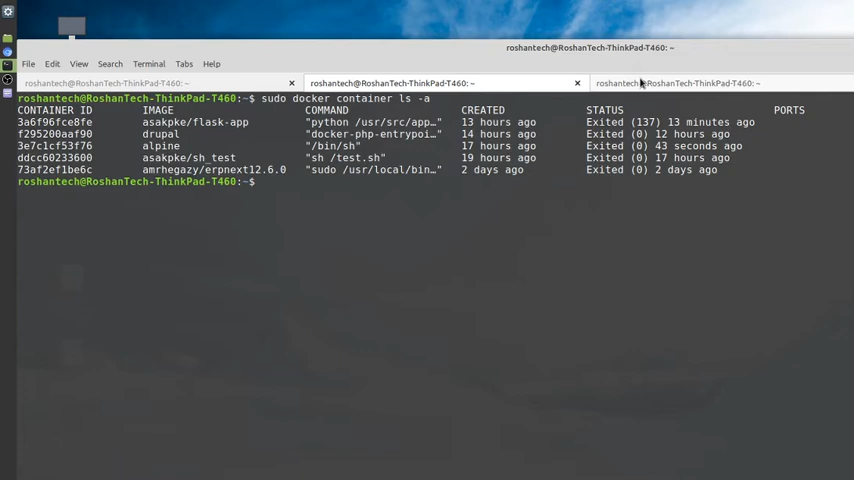 roshantech@RoshanTech-ThinkPad-T460: ~
File Edit View Search Terminal Tabs Help
roshantech@RoshanTech-ThinkPad-T460: ~ roshantech@RoshanTech-ThinkPad-T460: ~ roshantech@RoshanTech-ThinkPad-T460: ~
roshantech@RoshanTech-ThinkPad-T460:~$ sudo docker container ls -a
CONTAINER ID IMAGE COMMAND CREATED STATUS PORTS
3a6f96fce8fe asakpke/flask-app "python /usr/src/app…" 13 hours ago Exited (137) 13 minutes ago
f295200aaf90 drupal "docker-php-entrypoi…" 14 hours ago Exited (0) 12 hours ago
3e7c1cf53f76 alpine "/bin/sh" 17 hours ago Exited (0) 43 seconds ago
ddcc60233600 asakpke/sh_test "sh /test.sh" 19 hours ago Exited (0) 17 hours ago
73af2ef1be6c amrhegazy/erpnext12.6.0 "sudo /usr/local/bin…" 2 days ago Exited (0) 2 days ago
roshantech@RoshanTech-ThinkPad-T460:~$